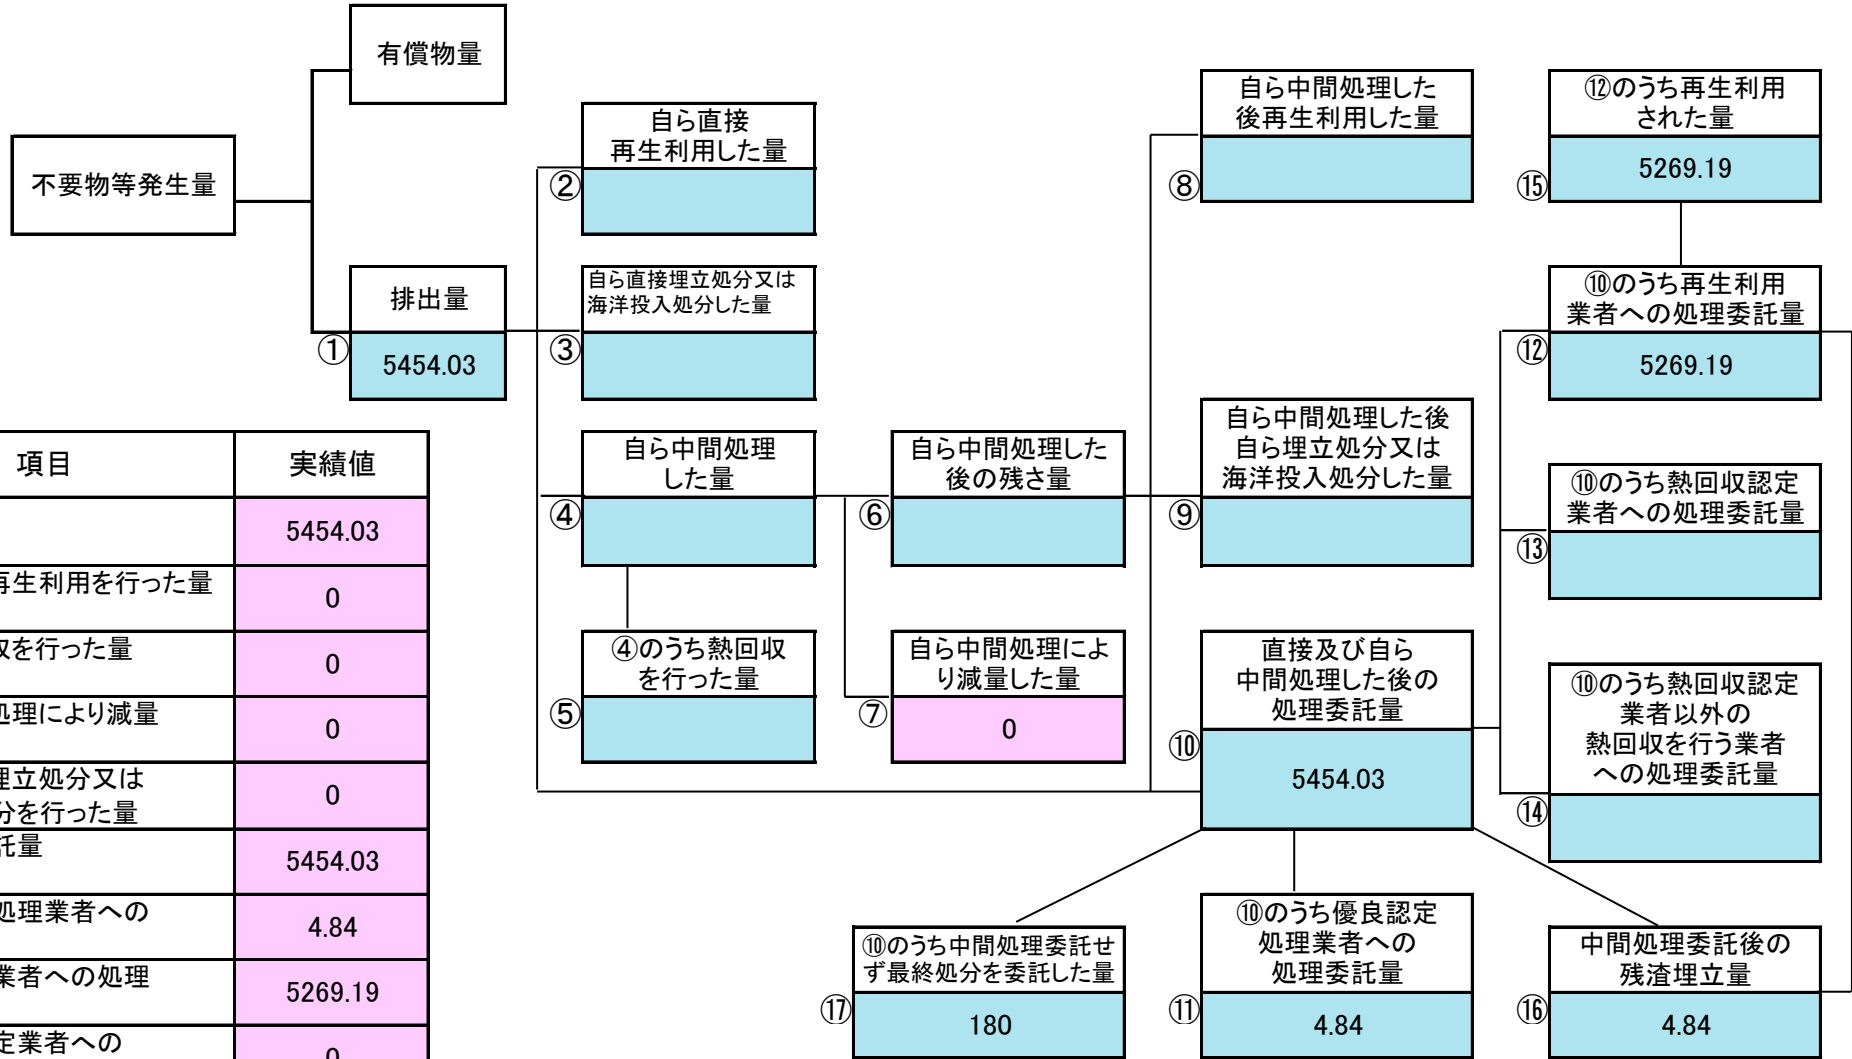 有償物量
不要物等発生量
排出量
①
5454.03
自ら直接
再生利用した量
②
自ら直接埋立処分又は
海洋投入処分した量
③
自ら中間処理
した量
④
④のうち熱回収
を行った量
⑤
自ら中間処理した
後の残さ量
⑥
自ら中間処理によ
り減量した量
⑦
0
自ら中間処理した
後再生利用した量
⑧
自ら中間処理した後
自ら埋立処分又は
海洋投入処分した量
⑨
直接及び自ら
中間処理した後の
処理委託量
⑩
5454.03
⑫のうち再生利用
された量
⑮
5269.19
⑩のうち再生利用
業者への処理委託量
⑫
5269.19
⑩のうち熱回収認定
業者への処理委託量
⑬
⑩のうち熱回収認定
業者以外の
熱回収を行う業者
への処理委託量
⑭
⑩のうち中間処理委託せ
ず最終処分を委託した量
⑰
180
⑩のうち優良認定
処理業者への
処理委託量
⑪
4.84
中間処理委託後の
残渣埋立量
⑯
4.84
項目 実績値
5454.03
再生利用を行った量 0
を行った量 0
処理により減量 0
埋立処分又は
分を行った量 0
託量 5454.03
処理業者への 4.84
業者への処理 5269.19
定業者への 0